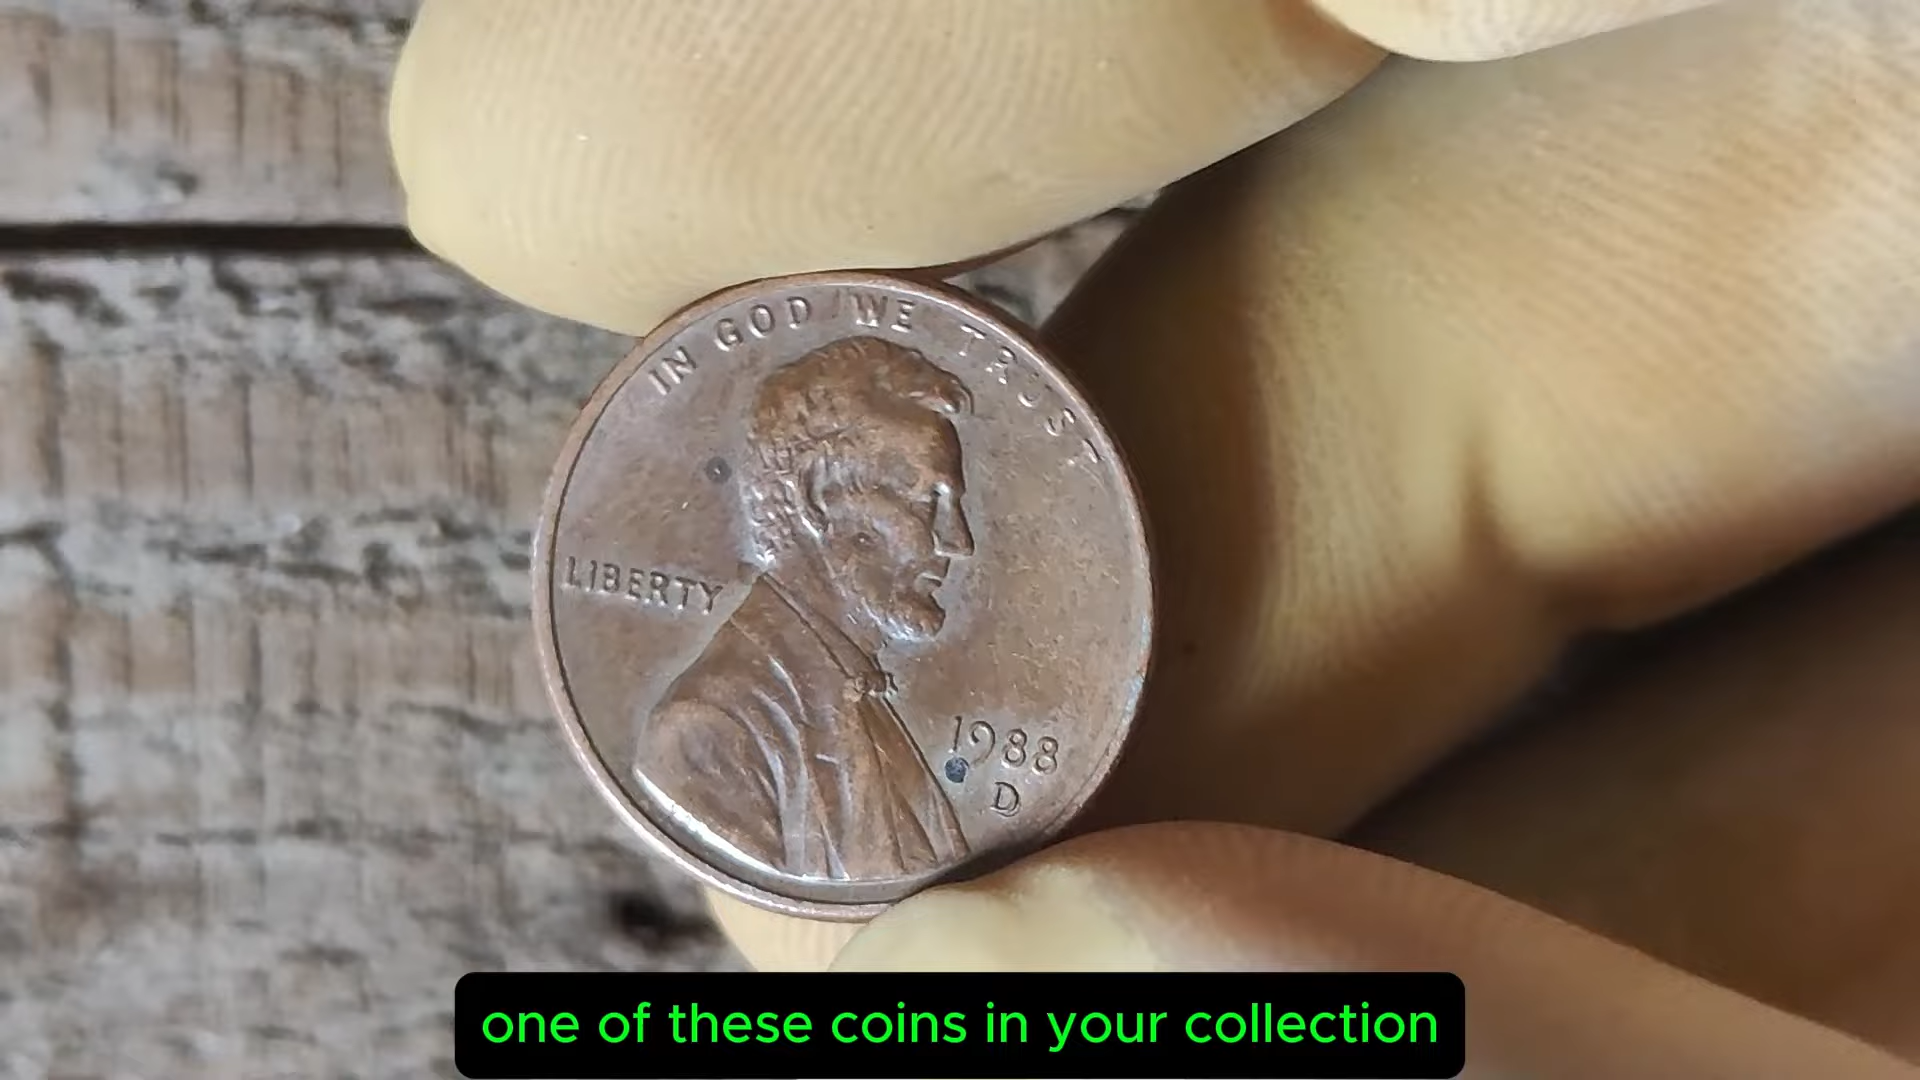 IN GOD WE TRUST
LIBERTY
1988
D
one of these coins in your collection